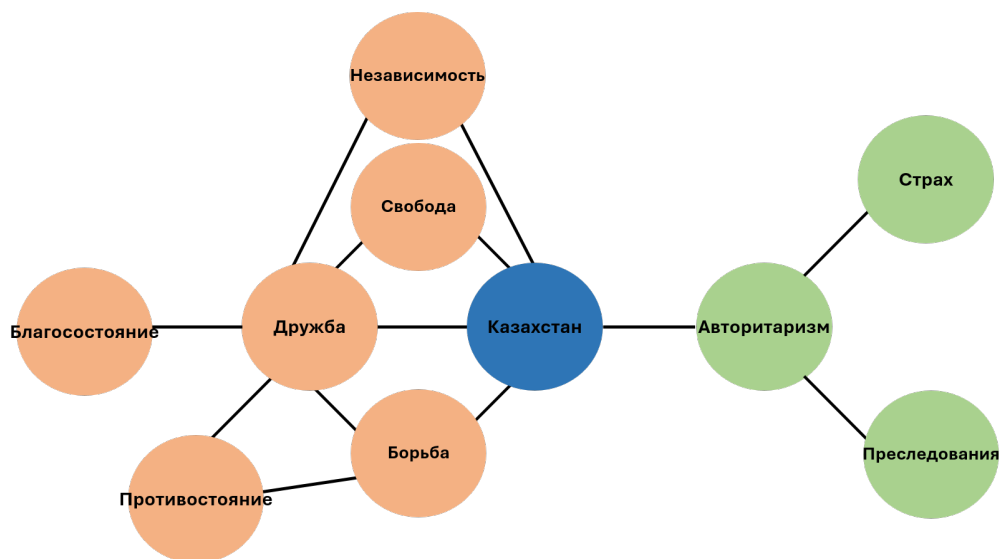 Независимость
Страх
Свобода
Благосостояние
Дружба
Казахстан
Авторитаризм
Борьба
Преследования
Противостояние